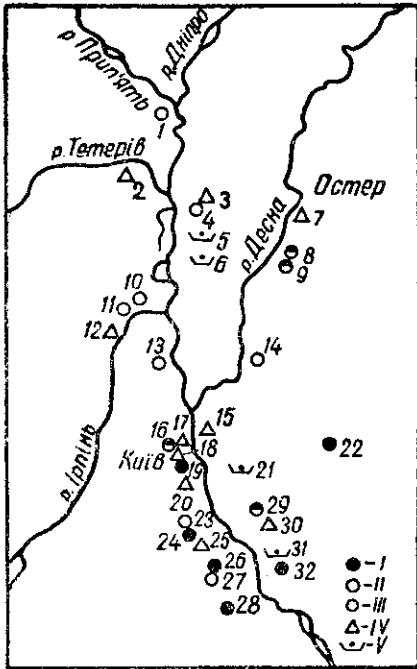 р. Прип'ять
р. Дніпро
1
р. Тетерів
2
3
4
5
6
Остер
7
р. Десна
8
9
10
11
12
13
14
15
16
17
18
Київ
19
20
21
22
р. Ірпінь
23
24
25
26
27
28
29
30
31
32
-I
-II
-III
-IV
-V